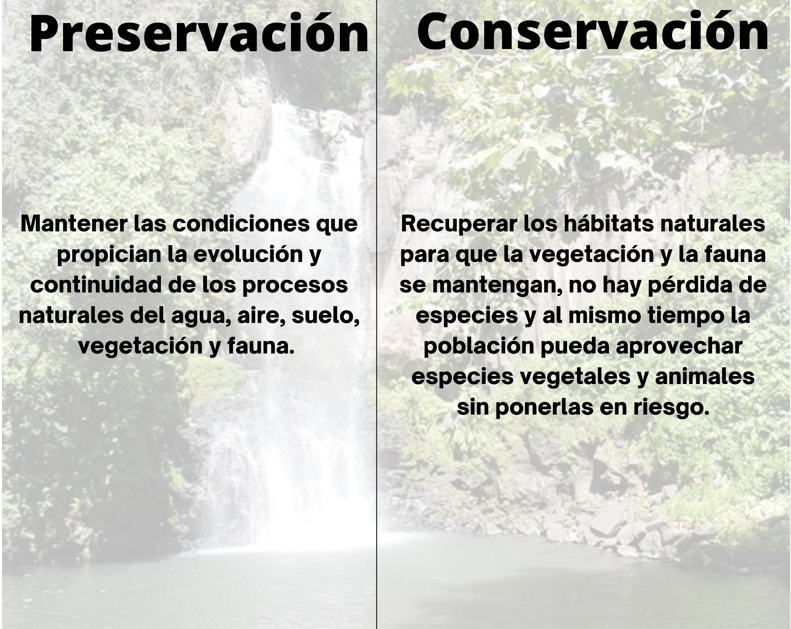 Preservación
Mantener las condiciones que
propician la evolución y
continuidad de los procesos
naturales del agua, aire, suelo,
vegetación y fauna.
Conservación
Recuperar los hábitats naturales
para que la vegetación y la fauna
se mantengan, no hay pérdida de
especies y al mismo tiempo la
población pueda aprovechar
especies vegetales y animales
sin ponerlas en riesgo.